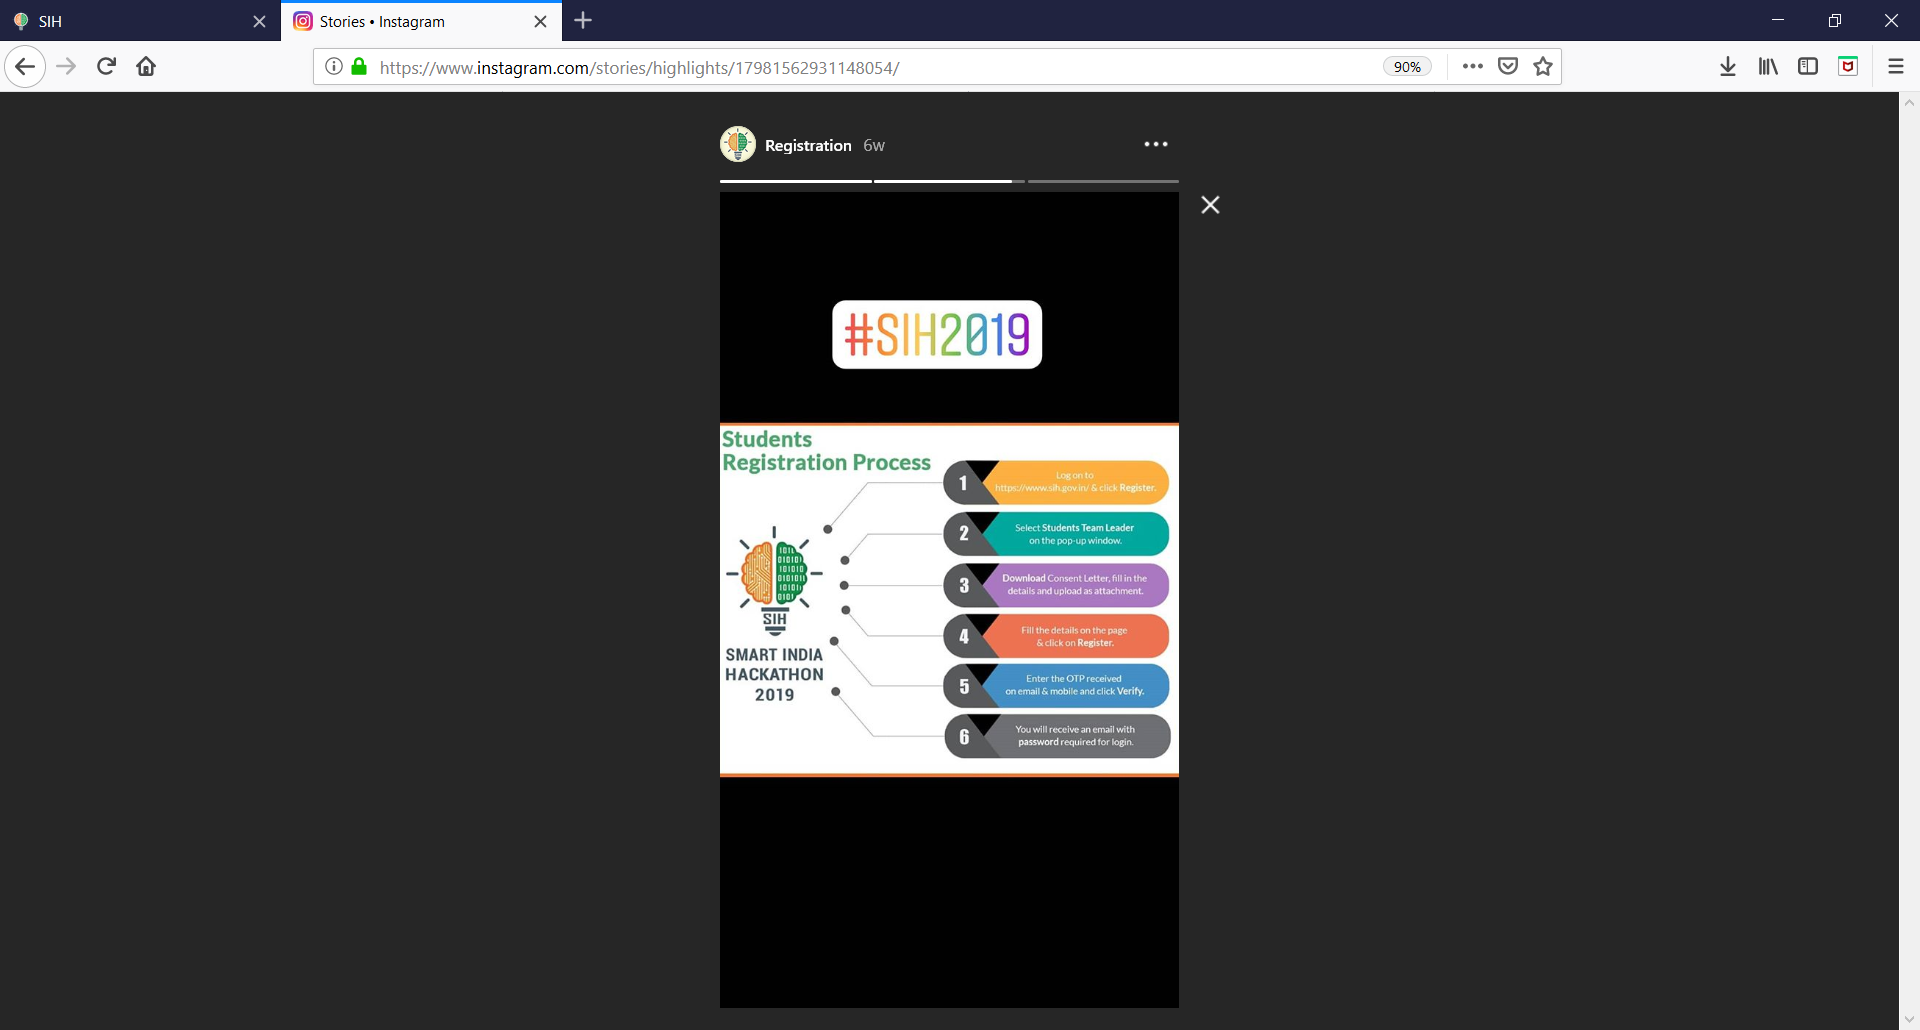 SIH
Stories • Instagram
https://www.instagram.com/stories/highlights/17981562931148054/
90%
Registration 6w
#SIH2019
Students
Registration Process
1
Log on to
https://www.sih.gov.in/ & click Register.
2
Select Students Team Leader
on the pop-up window.
3
Download Consent Letter, fill in the
details and upload as attachment.
4
Fill the details on the page
& click on Register.
5
Enter the OTP received
on email & mobile and click Verify.
6
You will receive an email with
password required for login.
SIH
SMART INDIA
HACKATHON
2019